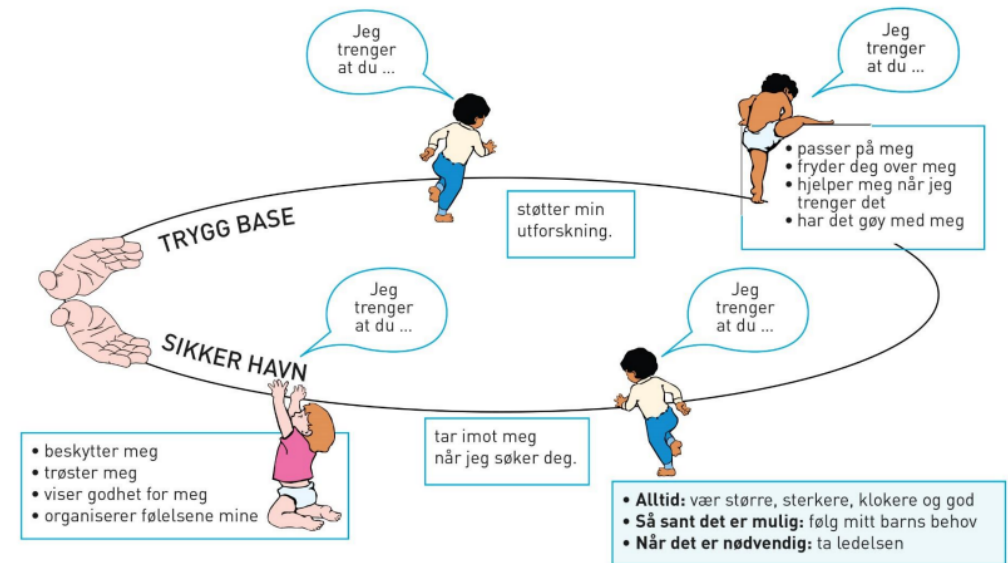 Jeg
trenger
at du ...
Jeg
trenger
at du ...
• passer på meg
• fryder deg over meg
• hjelper meg når jeg
trenger det
• har det gøy med meg
støtter min
utforskning.
TRYGG BASE
SIKKER HAVN
Jeg
trenger
at du ...
Jeg
trenger
at du ...
• beskytter meg
• trøster meg
• viser godhet for meg
• organiserer følelsene mine
tar imot meg
når jeg søker deg.
• Alltid: vær større, sterkere, klokere og god
• Så sant det er mulig: følg mitt barns behov
• Når det er nødvendig: ta ledelsen